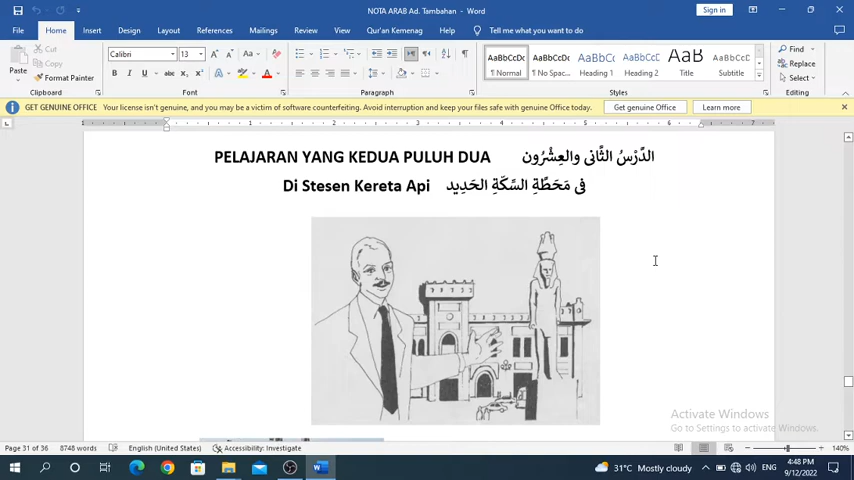 NOTA ARAB Ad. Tambahan - Word
Sign in
File Home Insert Design Layout References Mailings Review View Qur'an Kemenag Help Tell me what you want to do
Paste
Cut
Copy
Format Painter
Clipboard
Calibri 13
Font
Paragraph
AaBbCcDc AaBbCcDc AaBbCc AaBbCcD AaB AaBbCcD
¶ Normal ¶ No Spac... Heading 1 Heading 2 Title Subtitle
Styles
Find
Replace
Select
Editing
GET GENUINE OFFICE Your license isn't genuine, and you may be a victim of software counterfeiting. Avoid interruption and keep your files safe with genuine Office today. Get genuine Office Learn more
PELAJARAN YANG KEDUA PULUH DUA الدَّرْسُ الثَّانى والعِشْرُون
Di Stesen Kereta Api فى مَحَطَّةِ السِّكَّةِ الحَدِيد
Activate Windows
Go to Settings to activate Windows.
Page 31 of 36 8748 words English (United States) Accessibility: Investigate 140%
31°C Mostly cloudy ENG 4:48 PM
9/12/2022